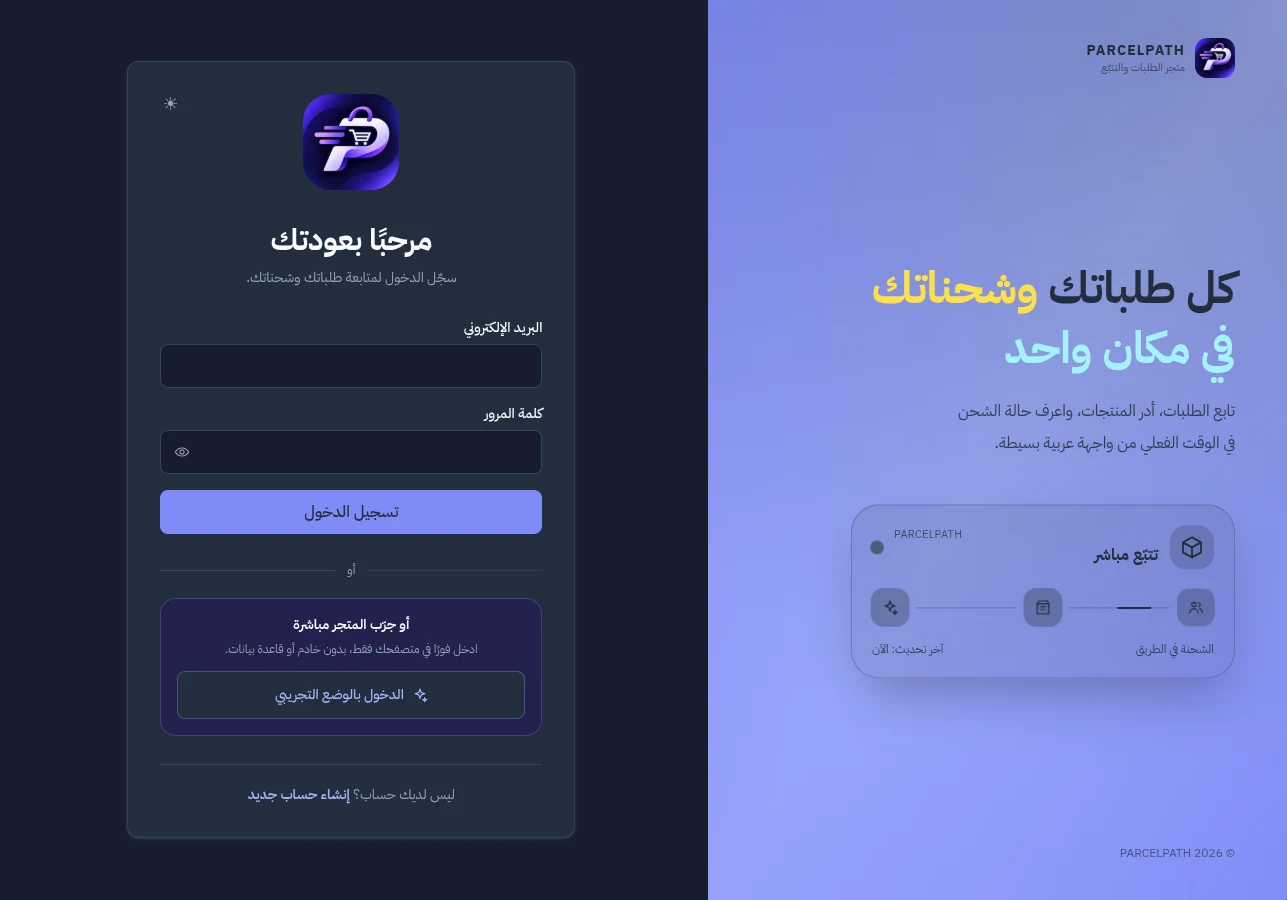 PARCELPATH
متجر الطلبات والتتبّع
كل طلباتك وشحناتك
في مكان واحد
تابع الطلبات، أدر المنتجات، واعرف حالة الشحن
في الوقت الفعلي من واجهة عربية بسيطة.
PARCELPATH
تتبّع مباشر
الشحنة في الطريق
آخر تحديث: الآن
© 2026 PARCELPATH
مرحبًا بعودتك
سجّل الدخول لمتابعة طلباتك وشحناتك.
البريد الإلكتروني
كلمة المرور
تسجيل الدخول
أو
أو جرّب المتجر مباشرة
ادخل فورًا في متصفحك فقط، بدون خادم أو قاعدة بيانات.
الدخول بالوضع التجريبي
ليس لديك حساب؟ إنشاء حساب جديد